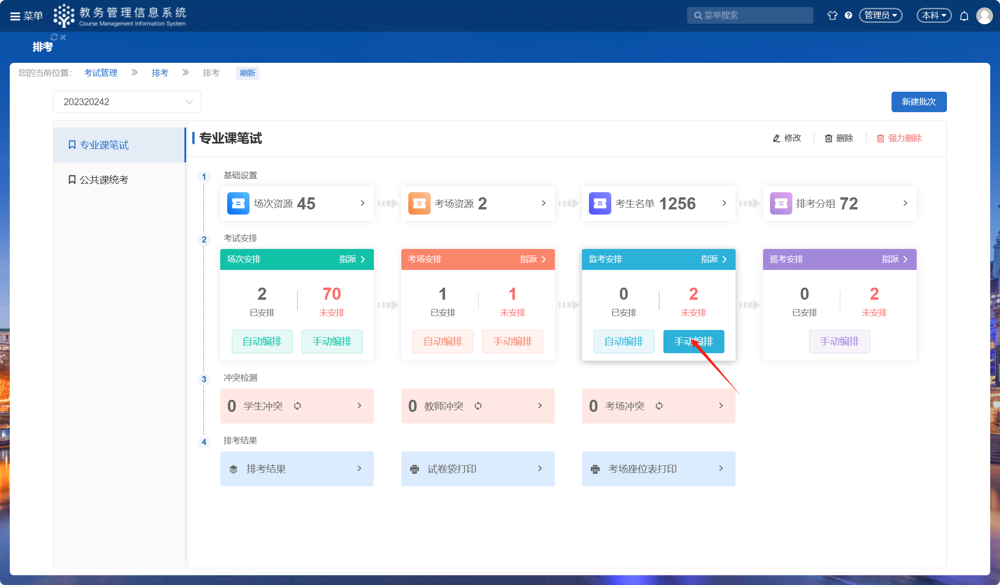 菜单
教务管理信息系统
Course Management Information System
菜单搜索
管理员
本科
排考
您的当前位置：
考试管理
排考
排考
刷新
202320242
新建批次
专业课笔试
公共课统考
专业课笔试
修改
删除
强力删除
1
基础设置
场次资源 45
考场资源 2
考生名单 1256
排考分组 72
2
考试安排
场次安排 指派
2 70
已安排 未安排
自动编排 手动编排
考场安排 指派
1 1
已安排 未安排
自动编排 手动编排
监考安排 指派
0 2
已安排 未安排
自动编排 手动编排
巡考安排 指派
0 2
已安排 未安排
手动编排
3
冲突检测
0 学生冲突
0 教师冲突
0 考场冲突
4
排考结果
排考结果
试卷袋打印
考场座位表打印